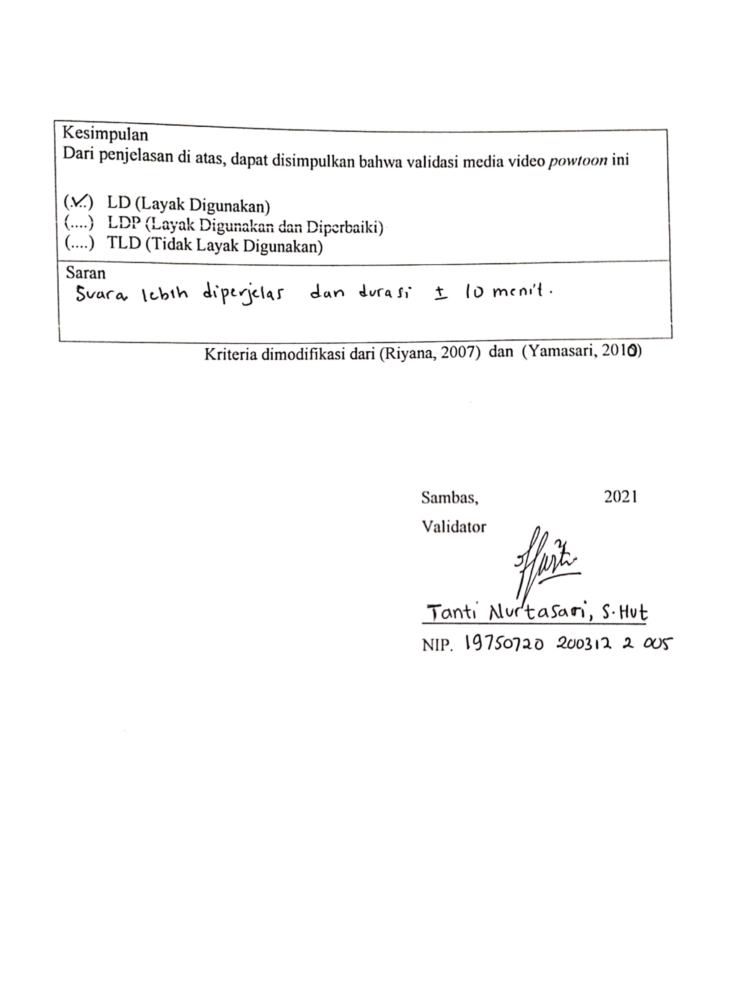 Kesimpulan
Dari penjelasan di atas, dapat disimpulkan bahwa validasi media video powtoon ini
(.✓..) LD (Layak Digunakan)
(....) LDP (Layak Digunakan dan Diperbaiki)
(....) TLD (Tidak Layak Digunakan)
Saran
Suara lebih diperjelas dan durasi ± 10 menit.
Kriteria dimodifikasi dari (Riyana, 2007) dan (Yamasari, 2010)
Sambas, 2021
Validator
Tanti Nurtasari, S.Hut
NIP. 19750720 200312 2 005